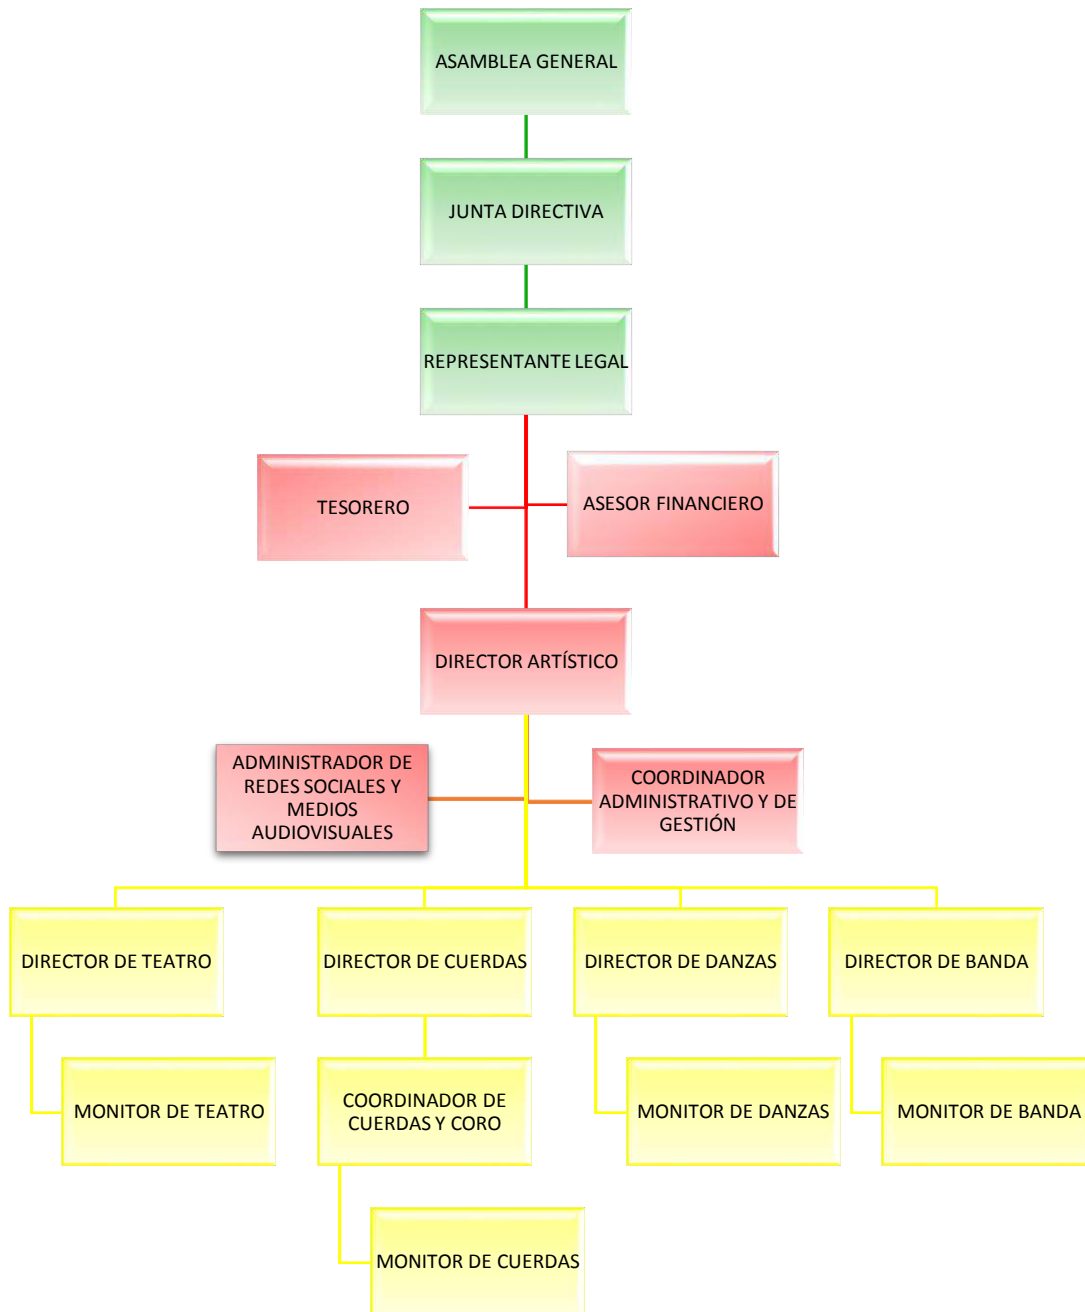 ASAMBLEA GENERAL
JUNTA DIRECTIVA
REPRESENTANTE LEGAL
TESORERO
ASESOR FINANCIERO
DIRECTOR ARTÍSTICO
ADMINISTRADOR DE
REDES SOCIALES Y
MEDIOS
AUDIOVISUALES
COORDINADOR
ADMINISTRATIVO Y DE
GESTIÓN
DIRECTOR DE TEATRO
DIRECTOR DE CUERDAS
DIRECTOR DE DANZAS
DIRECTOR DE BANDA
MONITOR DE TEATRO
COORDINADOR DE
CUERDAS Y CORO
MONITOR DE DANZAS
MONITOR DE BANDA
MONITOR DE CUERDAS